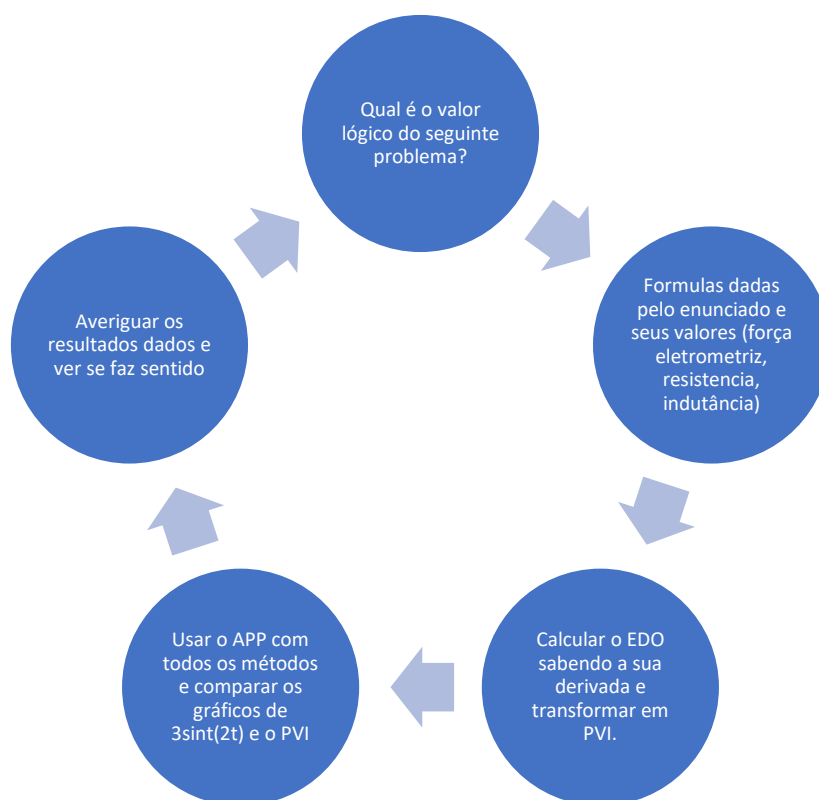 Qual é o valor
lógico do seguinte
problema?
Formulas dadas
pelo enunciado e
seus valores (força
eletrometriz,
resistencia,
indutância)
Calcular o EDO
sabendo a sua
derivada e
transformar em
PVI.
Usar o APP com
todos os métodos
e comparar os
gráficos de
3sint(2t) e o PVI
Averiguar os
resultados dados e
ver se faz sentido